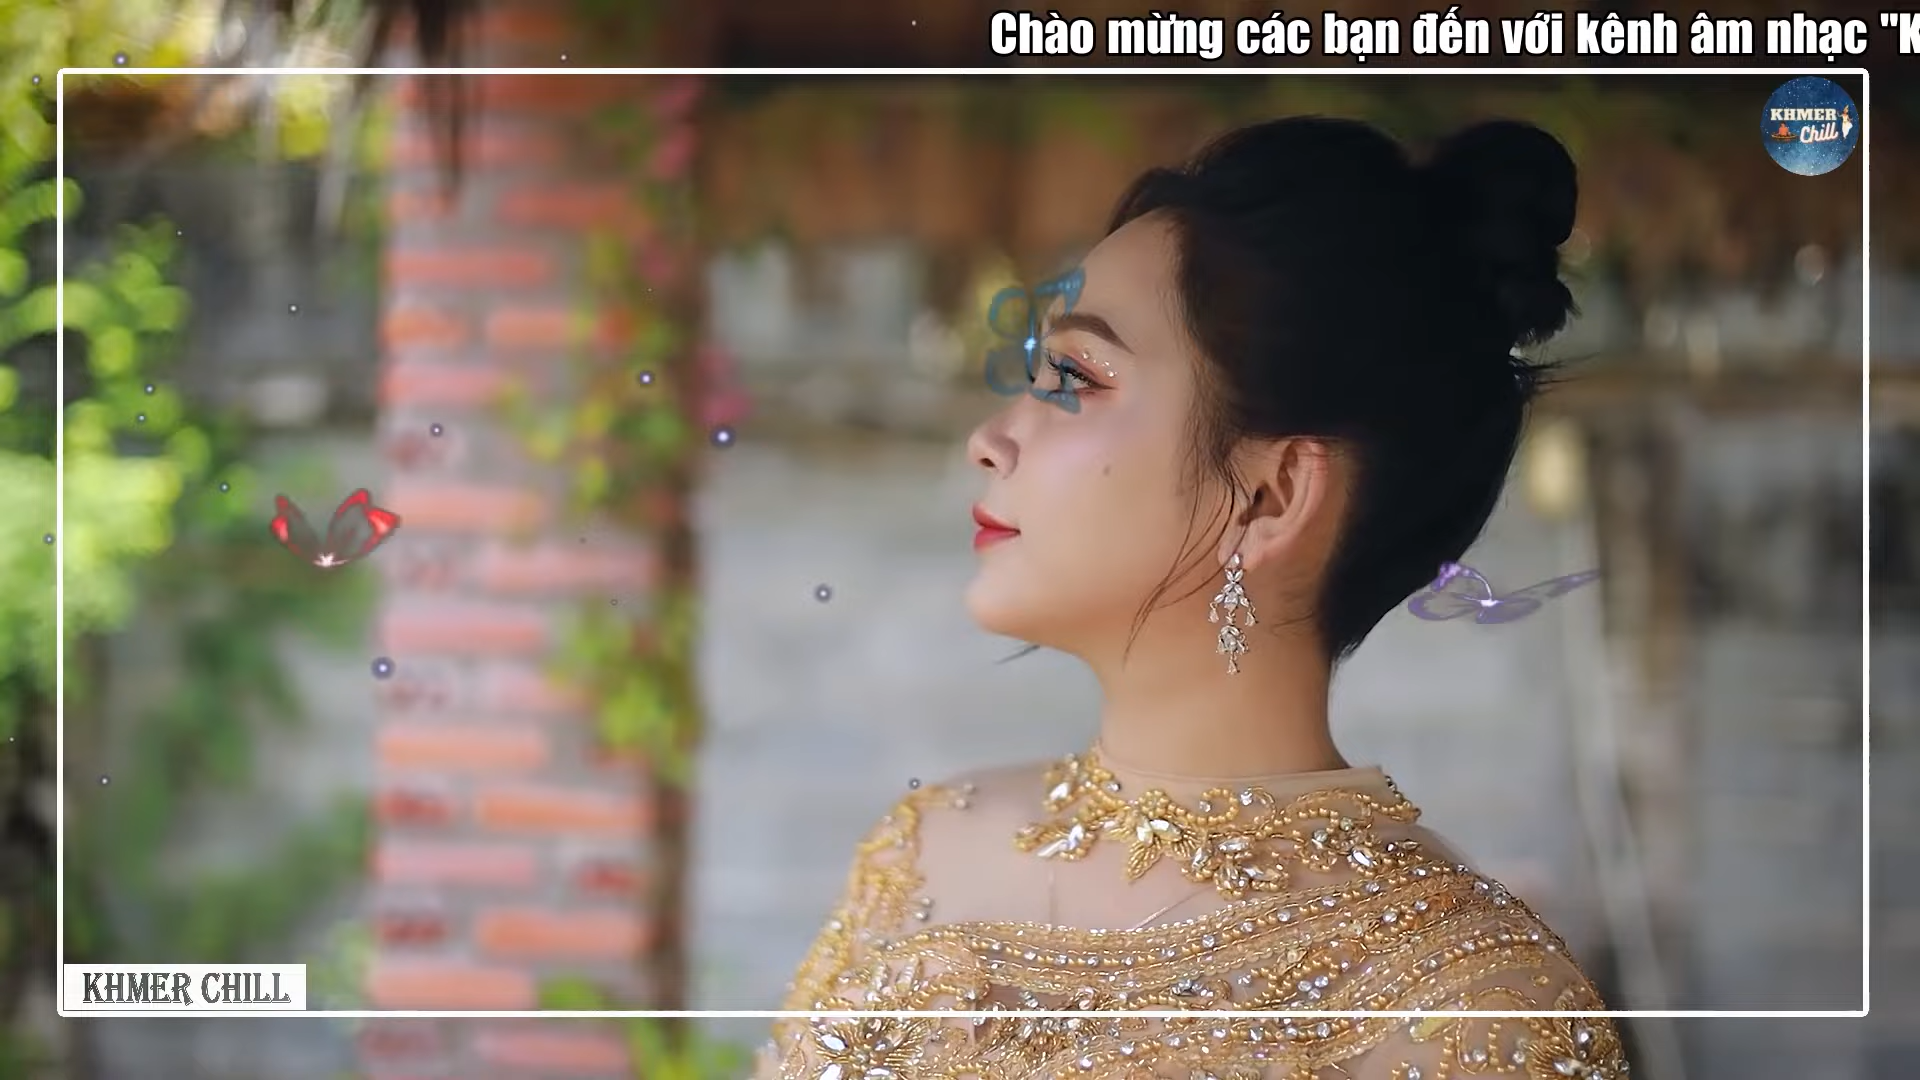 Chào mừng các bạn đến với kênh âm nhạc "K
KHMER
Chill
KHMER CHILL